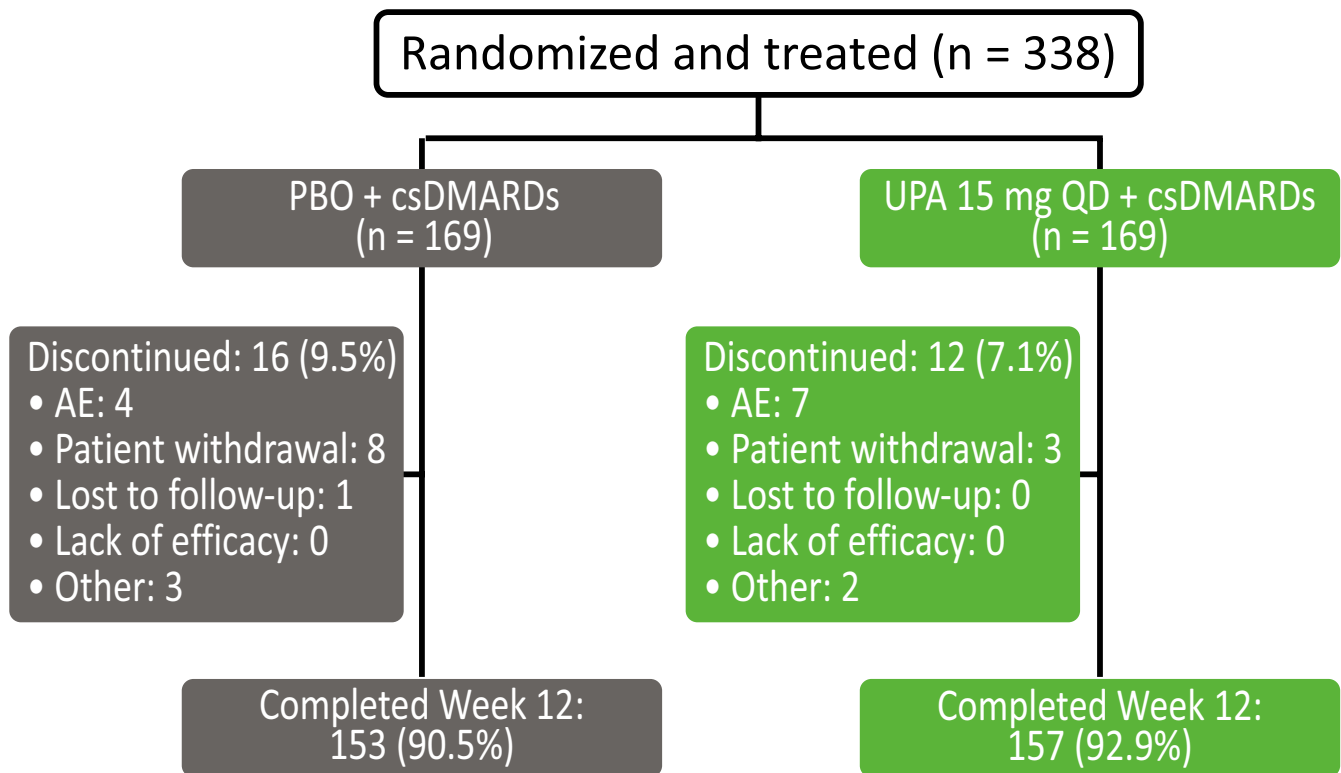 Randomized and treated (n = 338)
PBO + csDMARDs
(n = 169)
UPA 15 mg QD + csDMARDs
(n = 169)
Discontinued: 16 (9.5%)
• AE: 4
• Patient withdrawal: 8
• Lost to follow-up: 1
• Lack of efficacy: 0
• Other: 3
Discontinued: 12 (7.1%)
• AE: 7
• Patient withdrawal: 3
• Lost to follow-up: 0
• Lack of efficacy: 0
• Other: 2
Completed Week 12:
153 (90.5%)
Completed Week 12:
157 (92.9%)